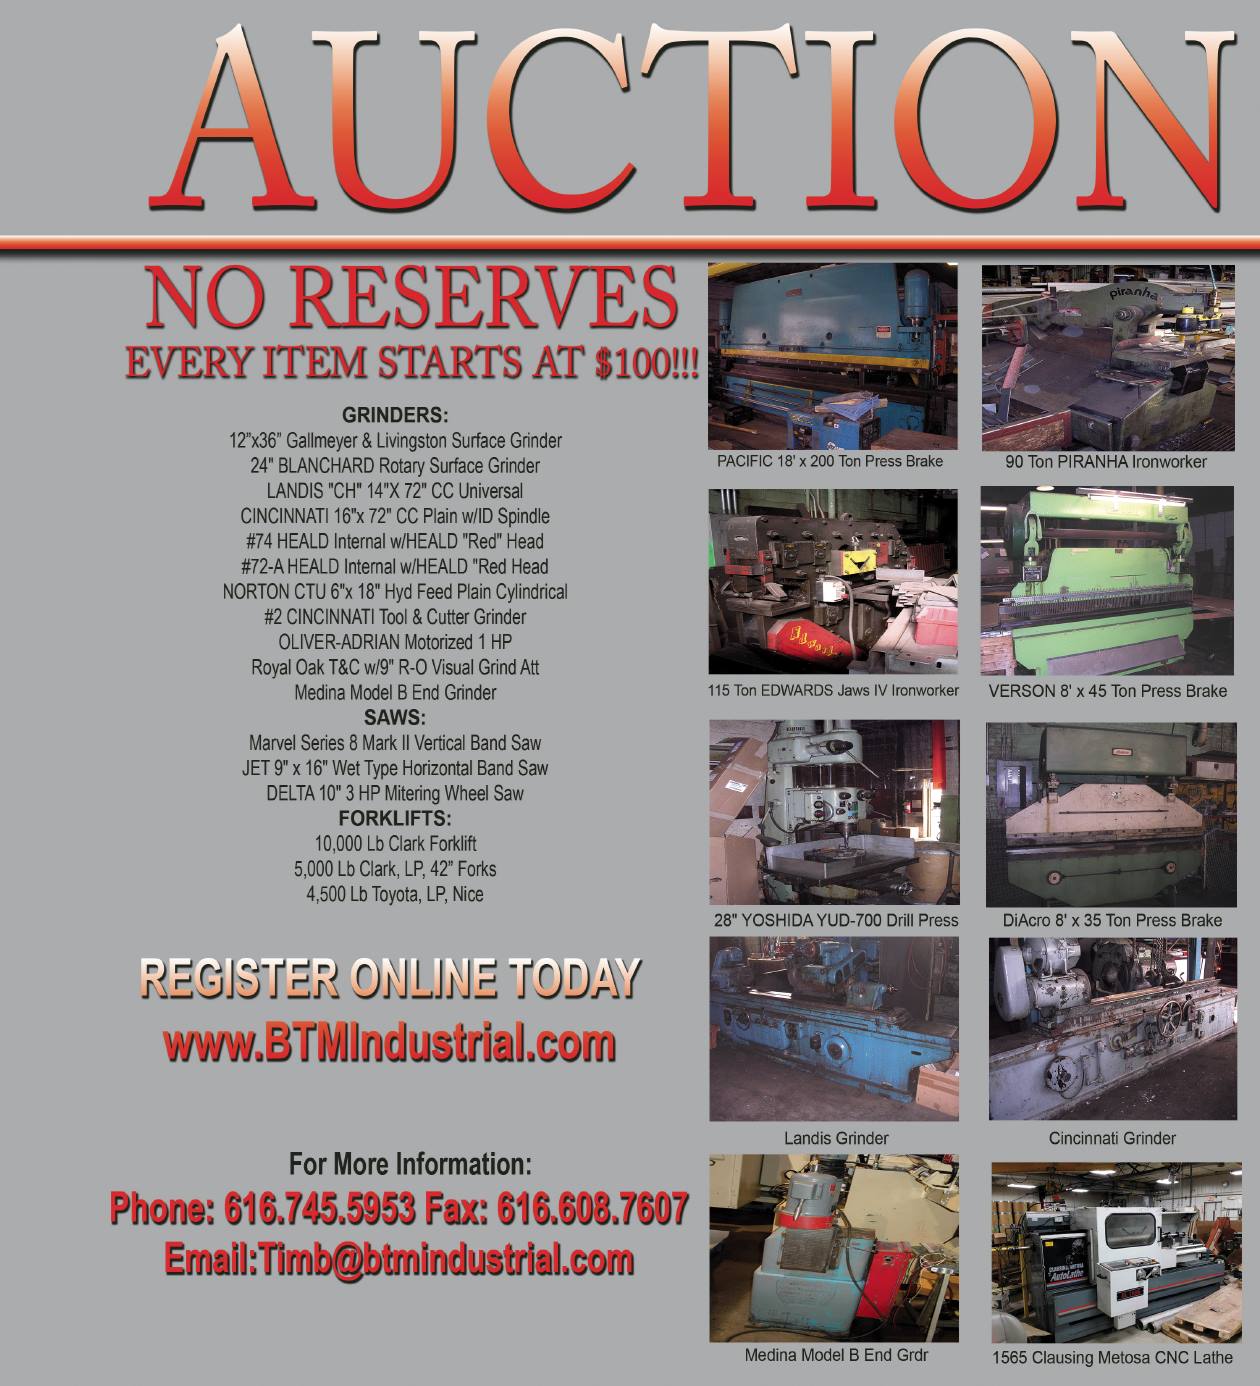 AUCTION
NO RESERVES
EVERY ITEM STARTS AT $100!!!
GRINDERS:
12”x36” Gallmeyer & Livingston Surface Grinder
24" BLANCHARD Rotary Surface Grinder
LANDIS "CH" 14"X 72" CC Universal
CINCINNATI 16"x 72" CC Plain w/ID Spindle
#74 HEALD Internal w/HEALD "Red" Head
#72-A HEALD Internal w/HEALD "Red Head
NORTON CTU 6"x 18" Hyd Feed Plain Cylindrical
#2 CINCINNATI Tool & Cutter Grinder
OLIVER-ADRIAN Motorized 1 HP
Royal Oak T&C w/9" R-O Visual Grind Att
Medina Model B End Grinder
SAWS:
Marvel Series 8 Mark II Vertical Band Saw
JET 9" x 16" Wet Type Horizontal Band Saw
DELTA 10" 3 HP Mitering Wheel Saw
FORKLIFTS:
10,000 Lb Clark Forklift
5,000 Lb Clark, LP, 42” Forks
4,500 Lb Toyota, LP, Nice
REGISTER ONLINE TODAY
www.BTMIndustrial.com
For More Information:
Phone: 616.745.5953 Fax: 616.608.7607
Email:Timb@btmindustrial.com
piranha
PACIFIC 18' x 200 Ton Press Brake
90 Ton PIRANHA Ironworker
Edwards
115 Ton EDWARDS Jaws IV Ironworker
VERSON 8' x 45 Ton Press Brake
28" YOSHIDA YUD-700 Drill Press
DiAcro 8' x 35 Ton Press Brake
Landis Grinder
Cincinnati Grinder
CLAUSING METOSA
AutoLathe
Medina Model B End Grdr
1565 Clausing Metosa CNC Lathe